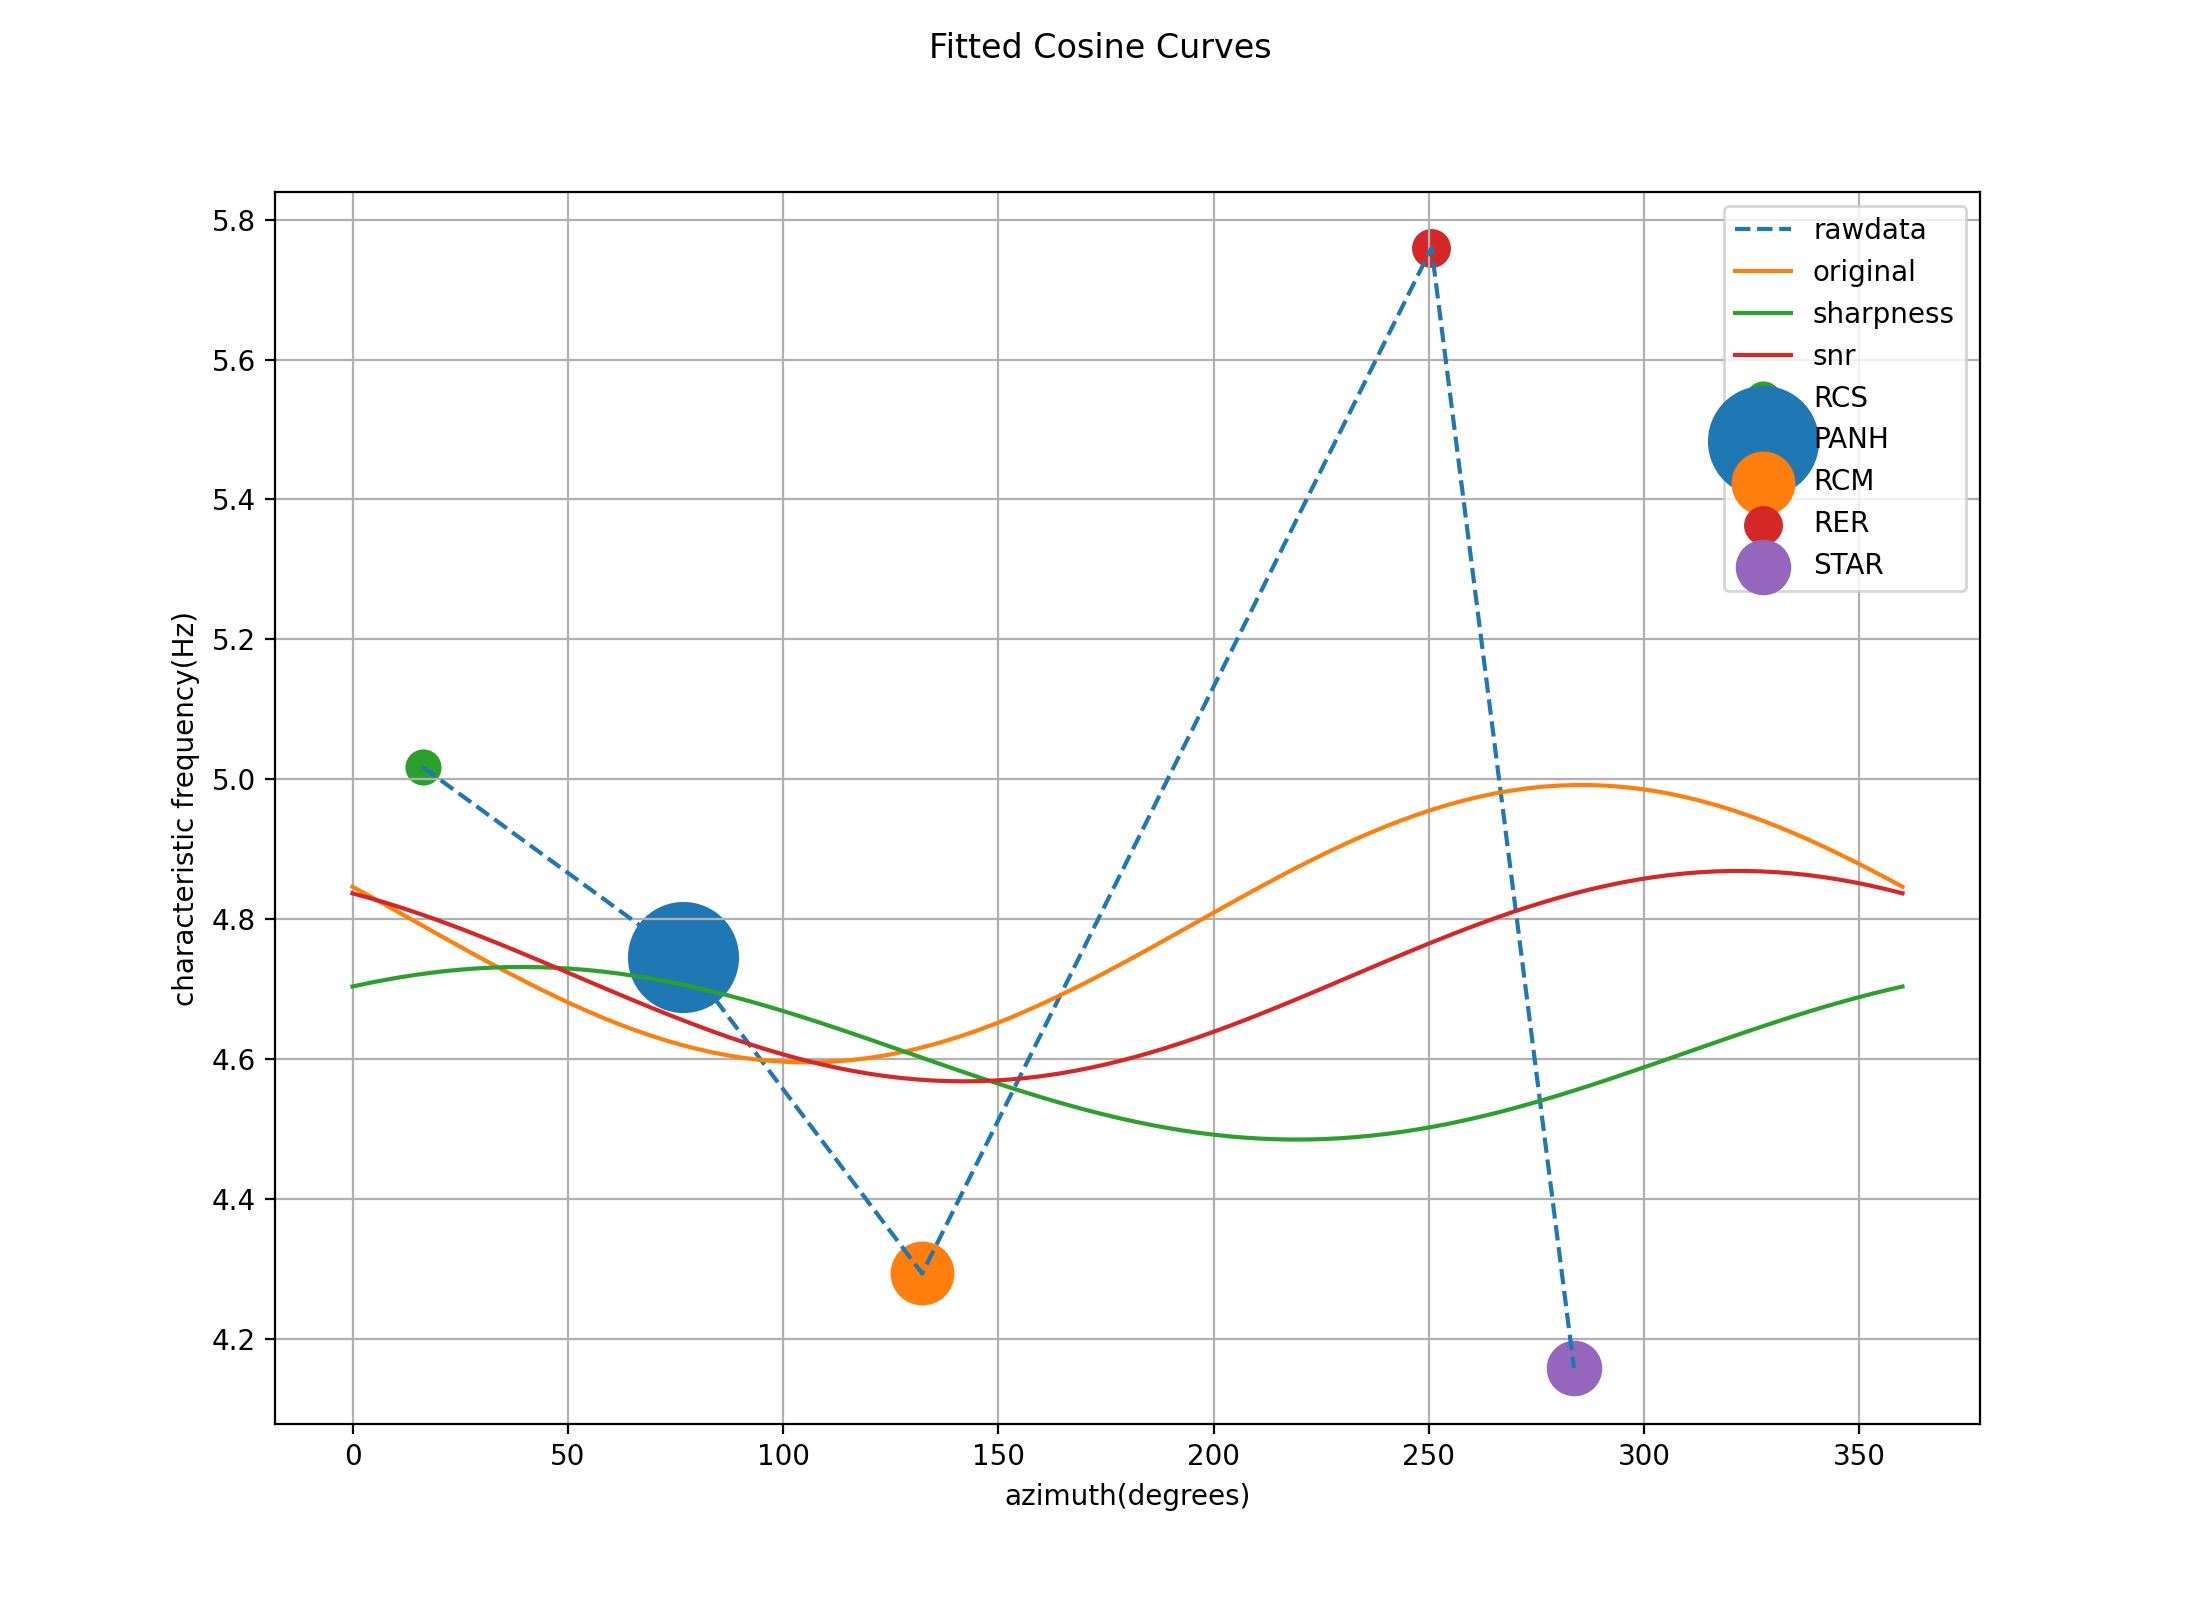 Fitted Cosine Curves
5.8
5.6
5.4
5.2
5.0
4.8
4.6
4.4
4.2
characteristic frequency(Hz)
rawdata
original
sharpness
snr
RCS
PANH
RCM
RER
STAR
0 50 100 150 200 250 300 350
azimuth(degrees)